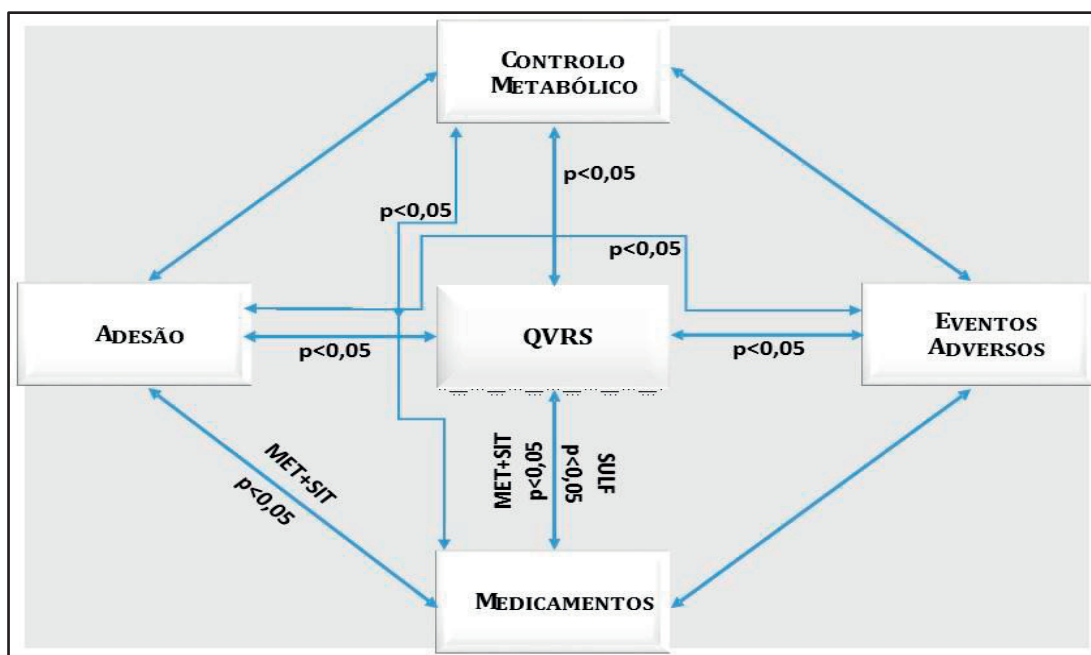 CONTROLO
METABÓLICO
p<0,05
p<0,05
p<0,05
ADESÃO
QVRS
EVENTOS
ADVERSOS
p<0,05
p<0,05
MET+SIT
p<0,05
MET+SIT
p<0,05
SULF
p<0,05
MEDICAMENTOS